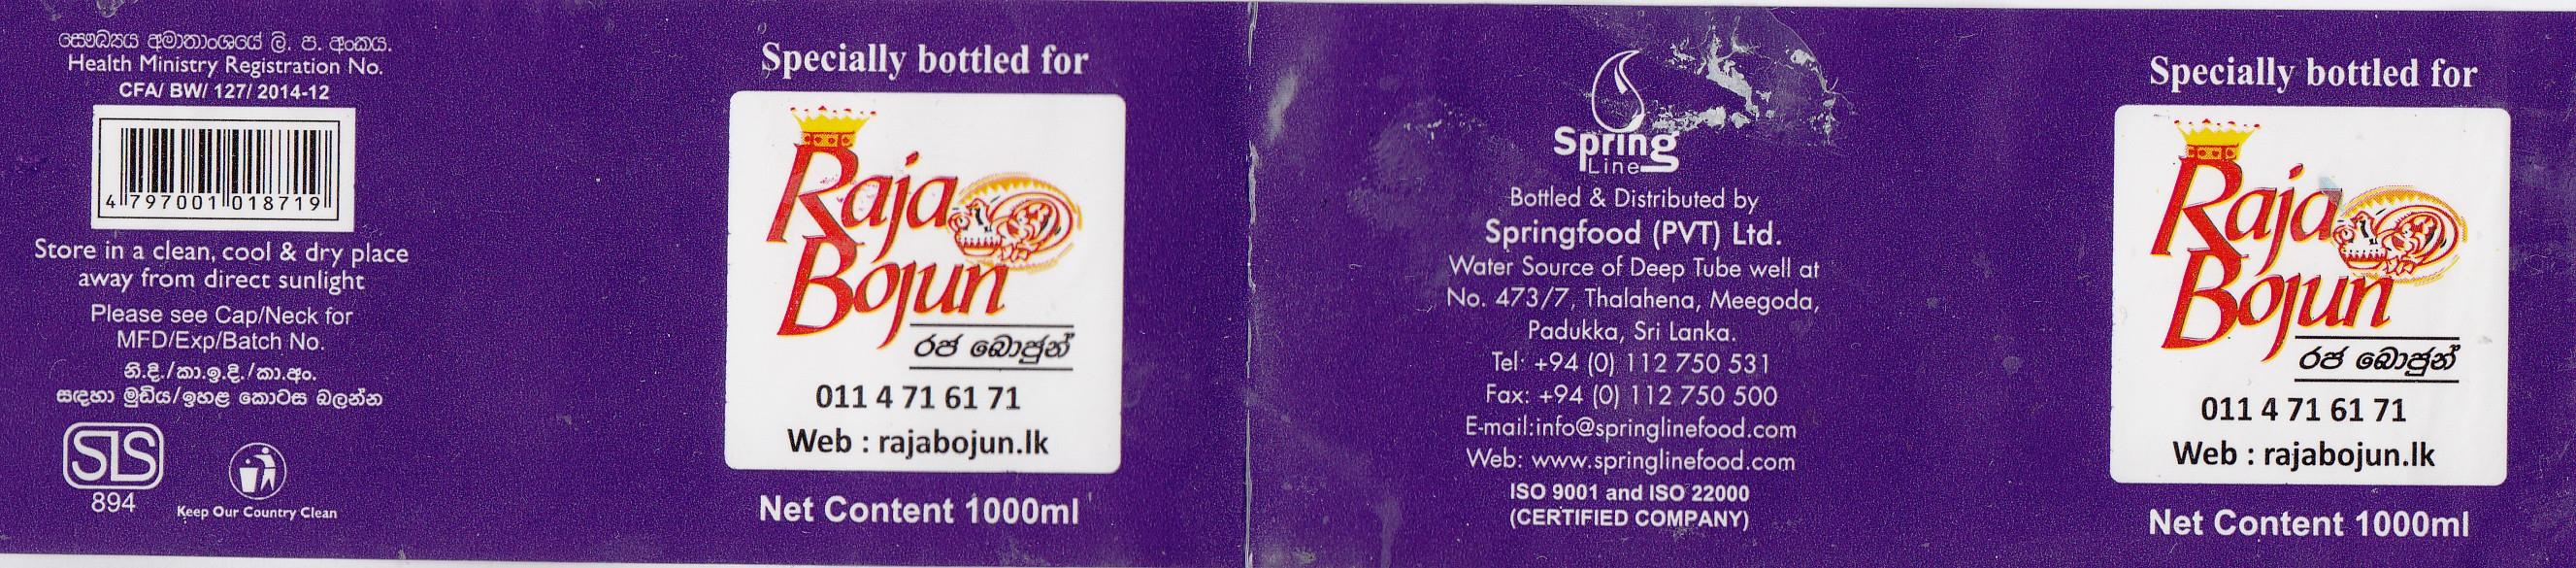 සෞඛ්‍යය අමාත්‍යාංශයේ ලි. ප. අංකය.
Health Ministry Registration No.
CFA/ BW/ 127/ 2014-12
4 797001 018719
Store in a clean, cool & dry place
away from direct sunlight
Please see Cap/Neck for
MFD/Exp/Batch No.
නි.දි./කා.ඉ.දි./කා.අං.
සඳහා මුඩිය/ඉහළ කොටස බලන්න
SLS
894
Keep Our Country Clean
Specially bottled for
Raja
Bojun
රජ බොජුන්
011 4 71 61 71
Web : rajabojun.lk
Net Content 1000ml
Spring
Line
Bottled & Distributed by
Springfood (PVT) Ltd.
Water Source of Deep Tube well at
No. 473/7, Thalahena, Meegoda,
Padukka, Sri Lanka.
Tel: +94 (0) 112 750 531
Fax: +94 (0) 112 750 500
E-mail:info@springlinefood.com
Web: www.springlinefood.com
ISO 9001 and ISO 22000
(CERTIFIED COMPANY)
Specially bottled for
Raja
Bojun
රජ බොජුන්
011 4 71 61 71
Web : rajabojun.lk
Net Content 1000ml